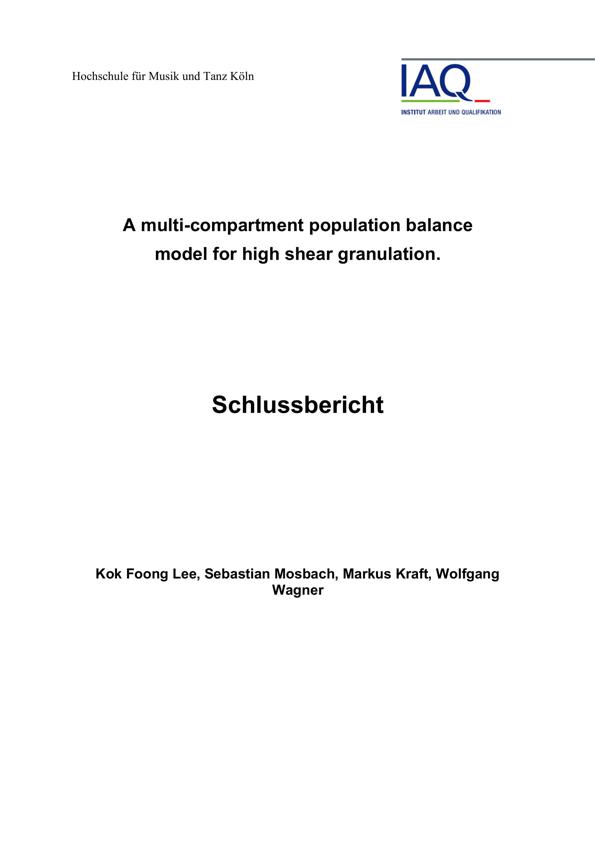 Hochschule für Musik und Tanz Köln
IAQ
INSTITUT ARBEIT UND QUALIFIKATION
A multi-compartment population balance
model for high shear granulation.
Schlussbericht
Kok Foong Lee, Sebastian Mosbach, Markus Kraft, Wolfgang
Wagner